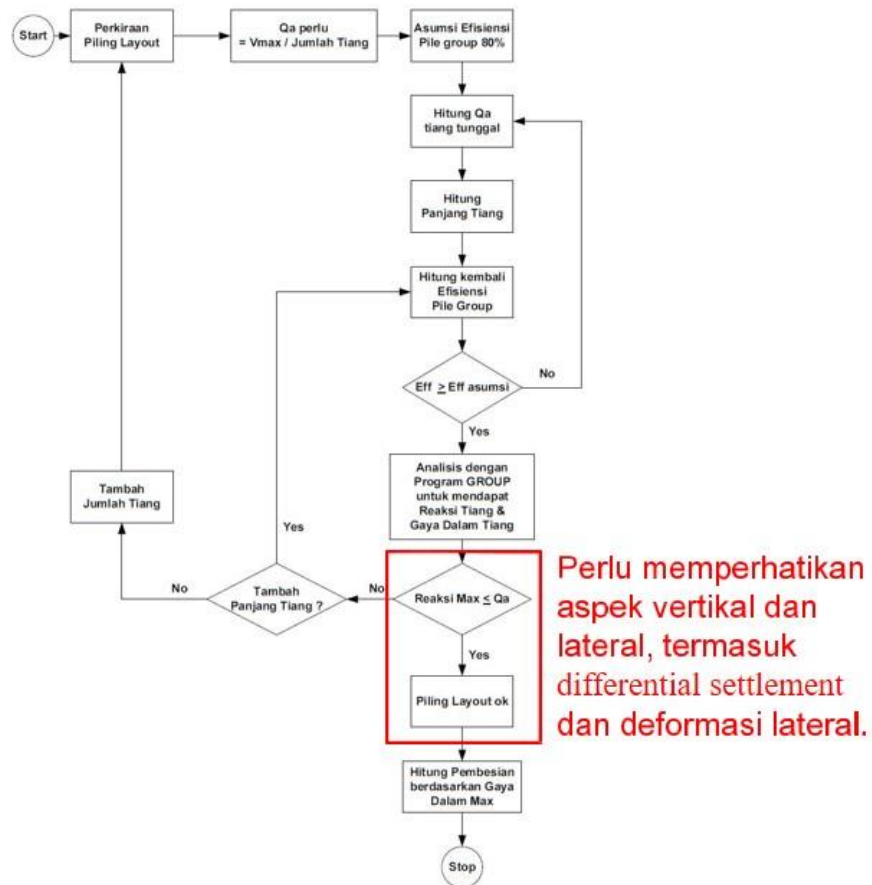 Start
Perkiraan
Piling Layout
Qa perlu
= Vmax / Jumlah Tiang
Asumsi Efisiensi
Pile group 80%
Hitung Qa
tiang tunggal
Hitung
Panjang Tiang
Hitung kembali
Efisiensi
Pile Group
Eff ≥ Eff asumsi
No
Yes
Analisis dengan
Program GROUP
untuk mendapat
Reaksi Tiang &
Gaya Dalam Tiang
Tambah
Jumlah Tiang
Yes
No
Tambah
Panjang Tiang ?
No
Reaksi Max ≤ Qa
Yes
Piling Layout ok
Perlu memperhatikan
aspek vertikal dan
lateral, termasuk
differential settlement
dan deformasi lateral.
Hitung Pembesian
berdasarkan Gaya
Dalam Max
Stop